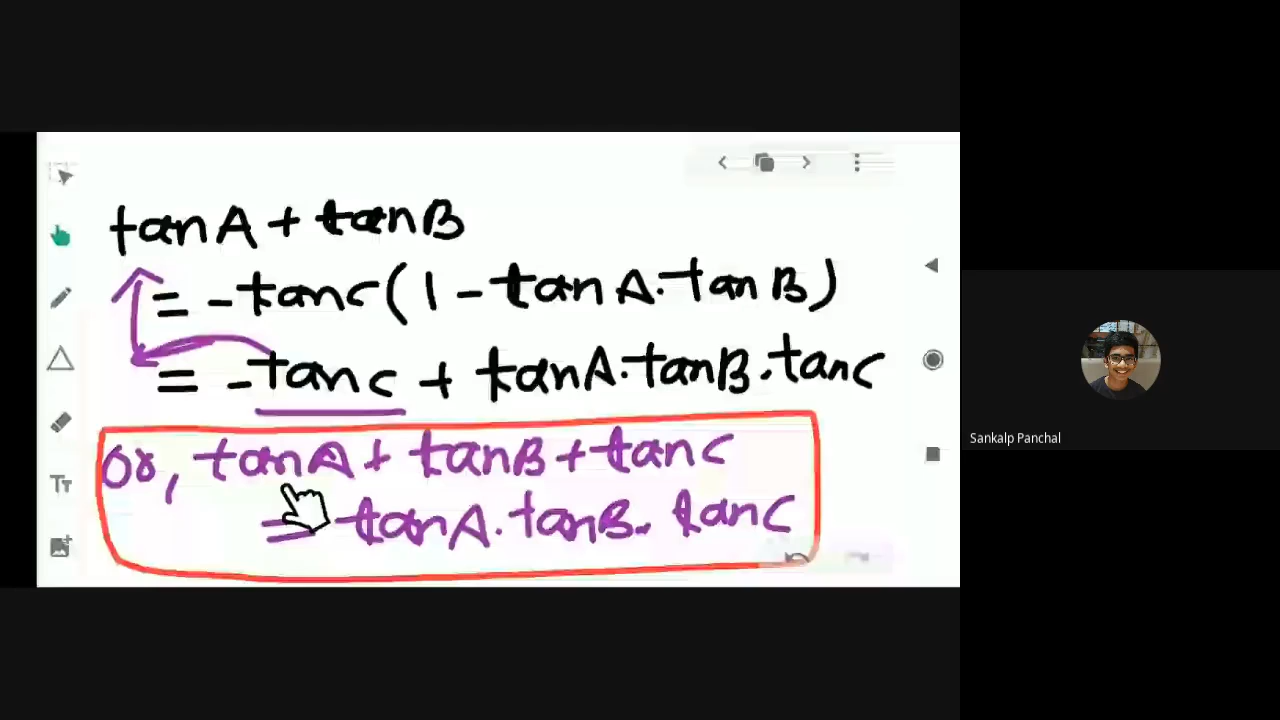 tanA + tanB
= -tanC(1 - tanA.tanB)
= -tanC + tanA.tanB.tanC
Or, tanA + tanB + tanC
= tanA.tanB.tanC
Tт
Sankalp Panchal